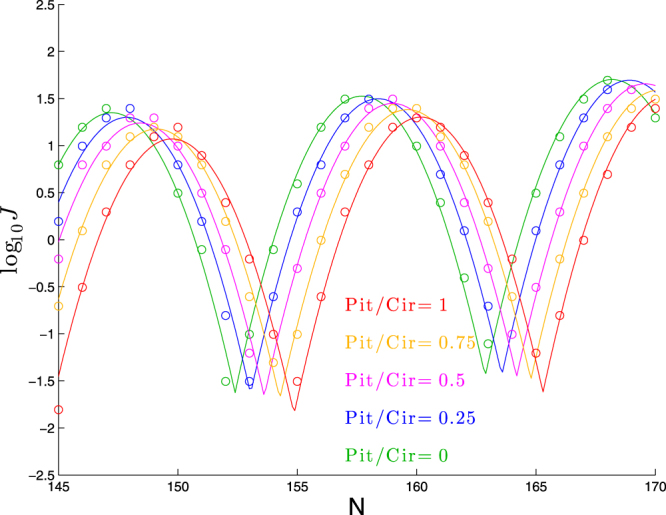 2.5
2
1.5
1
0.5
0
−0.5
−1
−1.5
−2
−2.5
log₁₀ J
Pit/Cir= 1
Pit/Cir= 0.75
Pit/Cir= 0.5
Pit/Cir= 0.25
Pit/Cir= 0
145 150 155 160 165 170
N